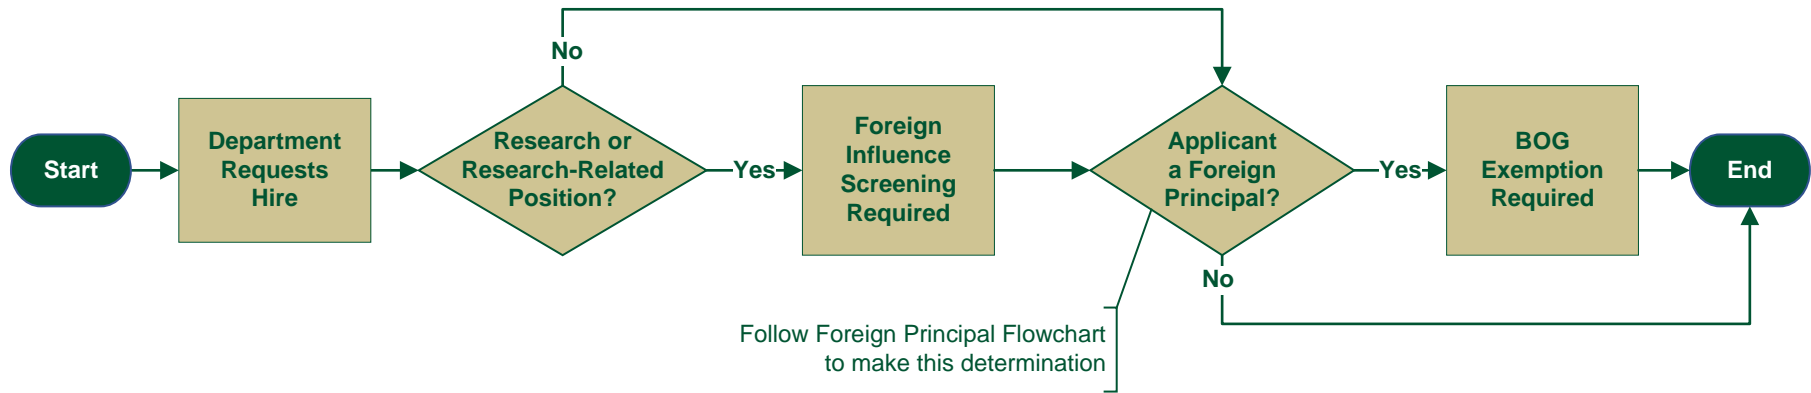 Start
Department
Requests
Hire
No
Research or
Research-Related
Position?
Yes
Foreign
Influence
Screening
Required
Applicant
a Foreign
Principal?
Follow Foreign Principal Flowchart
to make this determination
Yes
No
BOG
Exemption
Required
End